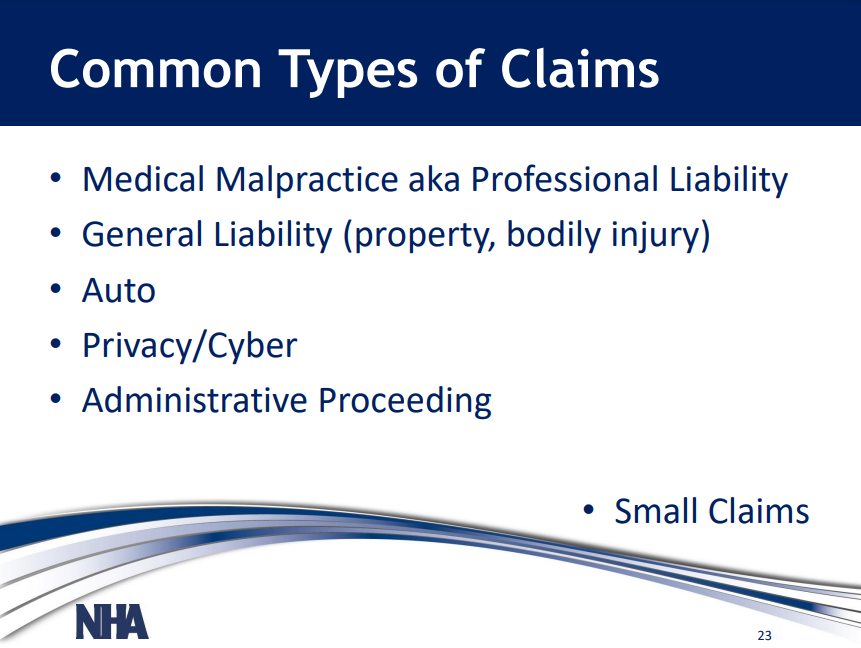 Common Types of Claims
• Medical Malpractice aka Professional Liability
• General Liability (property, bodily injury)
• Auto
• Privacy/Cyber
• Administrative Proceeding
• Small Claims
NHA
23